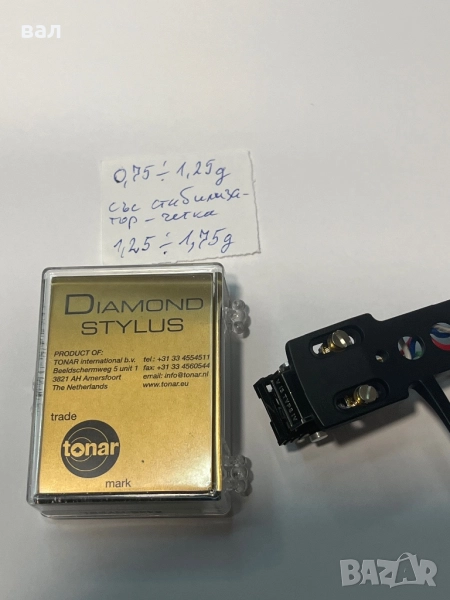 вал
0,75 ÷ 1,25g
със стабилиза-
тор - четка
1,25 ÷ 1,75g
DIAMOND
STYLUS
PRODUCT OF:
TONAR international b.v. tel.: +31 33 4554511
Beeldschermweg 5 unit 1 fax: +31 33 4560544
3821 AH Amersfoort email: info@tonar.nl
The Netherlands www.tonar.eu
trade
tonar
mark
BAZAR